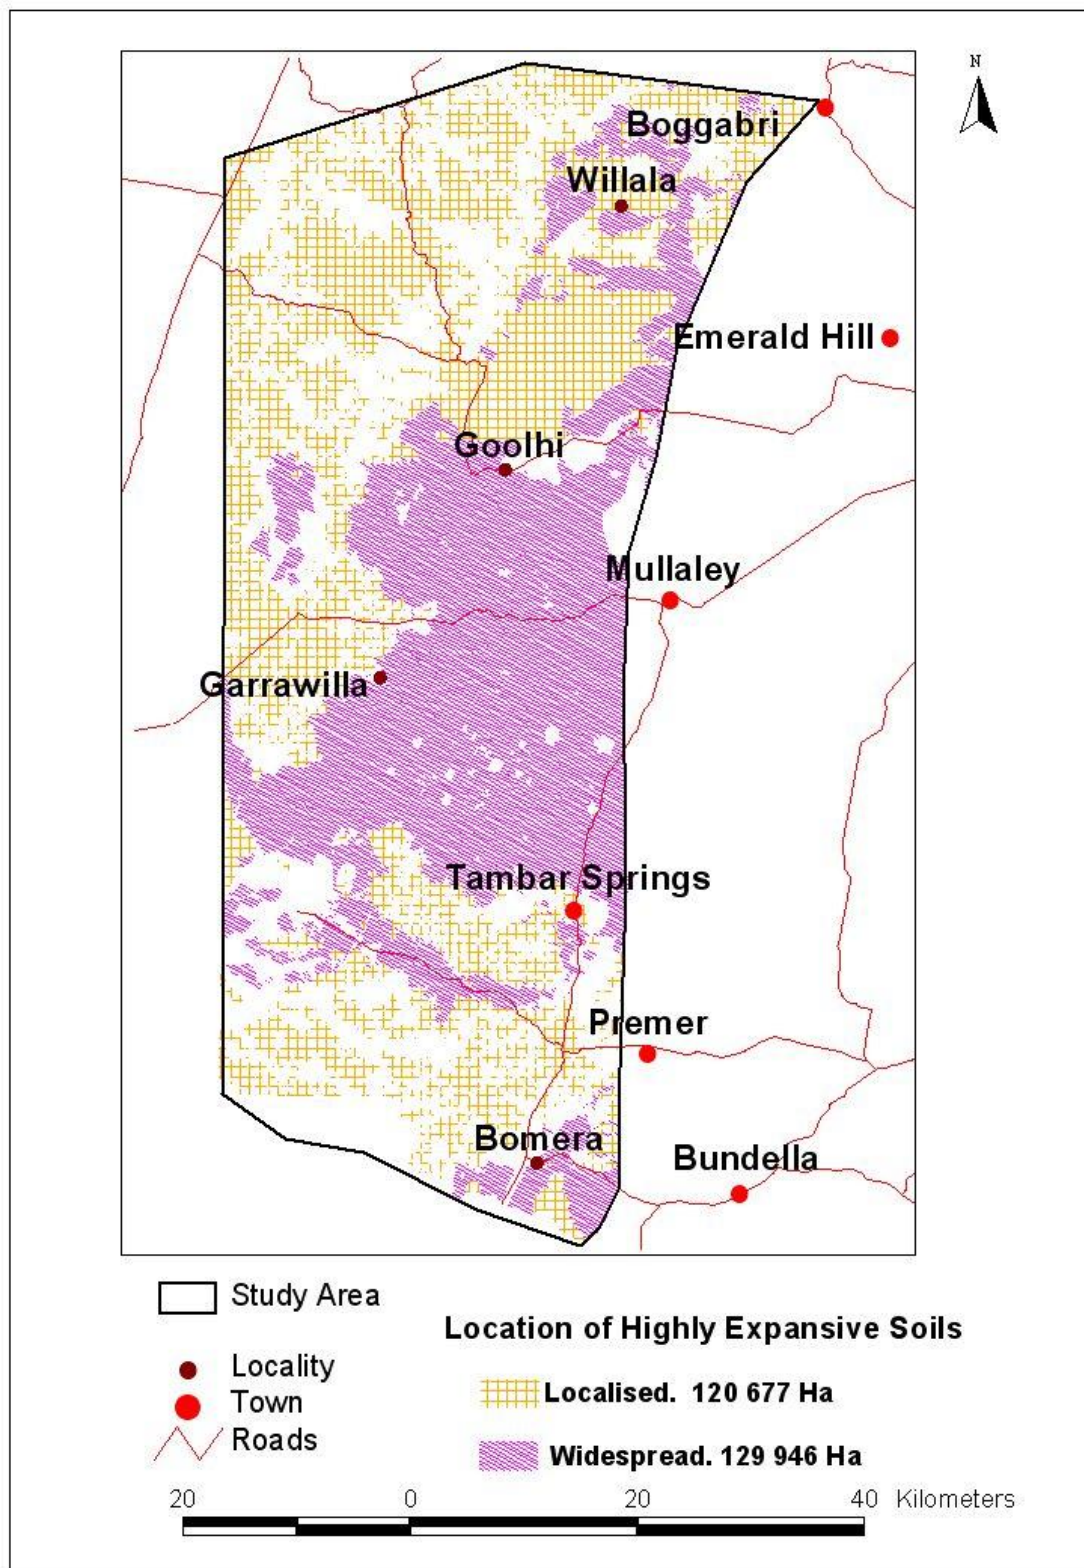 N
Boggabri
Willala
Emerald Hill
Goolhi
Mullaley
Garrawilla
Tambar Springs
Premer
Bomera
Bundella
Study Area
Location of Highly Expansive Soils
Locality
Town
Roads
Localised. 120 677 Ha
Widespread. 129 946 Ha
20 0 20 40 Kilometers